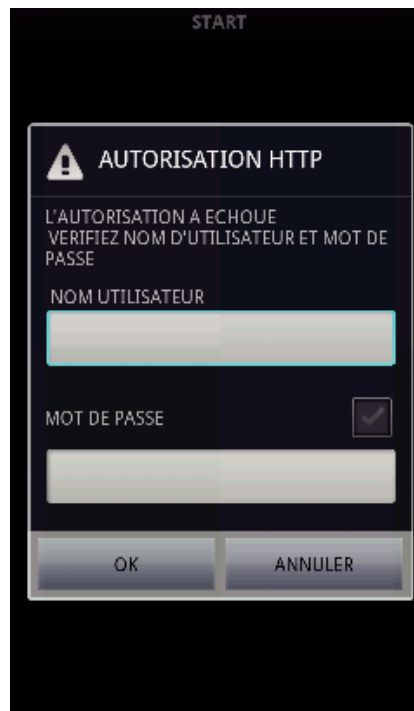 START
AUTORISATION HTTP
L'AUTORISATION A ECHOUE
VERIFIEZ NOM D'UTILISATEUR ET MOT DE
PASSE
NOM UTILISATEUR
MOT DE PASSE
OK
ANNULER